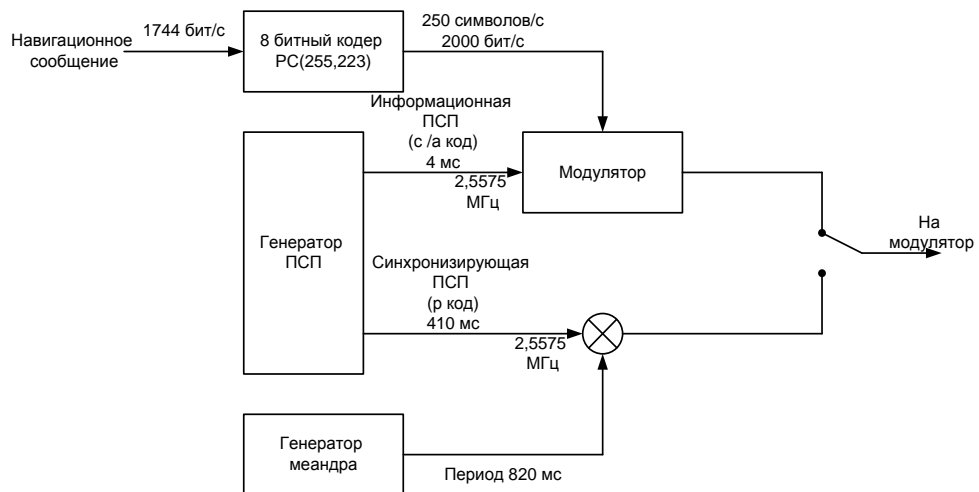 Навигационное
сообщение
1744 бит/с
8 битный кодер
РС(255,223)
250 символов/с
2000 бит/с
Информационная
ПСП
(с /а код)
4 мс
2,5575
МГц
Модулятор
Генератор
ПСП
На
модулятор
Синхронизирующая
ПСП
(р код)
410 мс
2,5575
МГц
Генератор
меандра
Период 820 мс